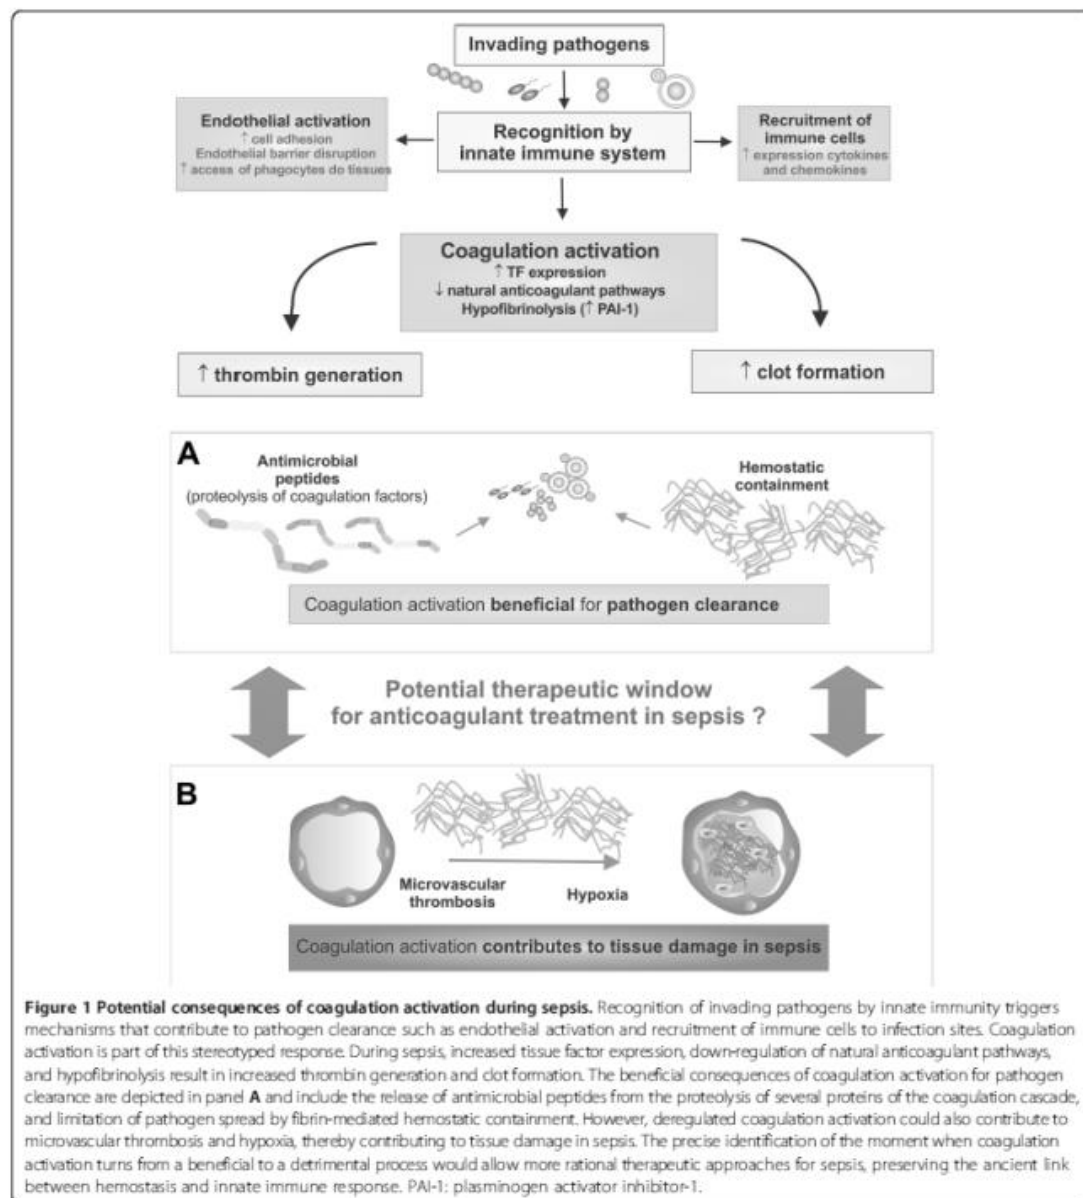 Invading pathogens
Endothelial activation
↑ cell adhesion
Endothelial barrier disruption
↑ access of phagocytes do tissues
Recognition by
innate immune system
Recruitment of
immune cells
↑ expression cytokines
and chemokines
Coagulation activation
↑ TF expression
↓ natural anticoagulant pathways
Hypofibrinolysis (↑ PAI-1)
↑ thrombin generation
↑ clot formation
A
Antimicrobial
peptides
(proteolysis of coagulation factors)
Hemostatic
containment
Coagulation activation beneficial for pathogen clearance
Potential therapeutic window
for anticoagulant treatment in sepsis ?
B
Microvascular
thrombosis
Hypoxia
Coagulation activation contributes to tissue damage in sepsis
Figure 1 Potential consequences of coagulation activation during sepsis. Recognition of invading pathogens by innate immunity triggers
mechanisms that contribute to pathogen clearance such as endothelial activation and recruitment of immune cells to infection sites. Coagulation
activation is part of this stereotyped response. During sepsis, increased tissue factor expression, down-regulation of natural anticoagulant pathways,
and hypofibrinolysis result in increased thrombin generation and clot formation. The beneficial consequences of coagulation activation for pathogen
clearance are depicted in panel A and include the release of antimicrobial peptides from the proteolysis of several proteins of the coagulation cascade,
and limitation of pathogen spread by fibrin-mediated hemostatic containment. However, deregulated coagulation activation could also contribute to
microvascular thrombosis and hypoxia, thereby contributing to tissue damage in sepsis. The precise identification of the moment when coagulation
activation turns from a beneficial to a detrimental process would allow more rational therapeutic approaches for sepsis, preserving the ancient link
between hemostasis and innate immune response. PAI-1: plasminogen activator inhibitor-1.